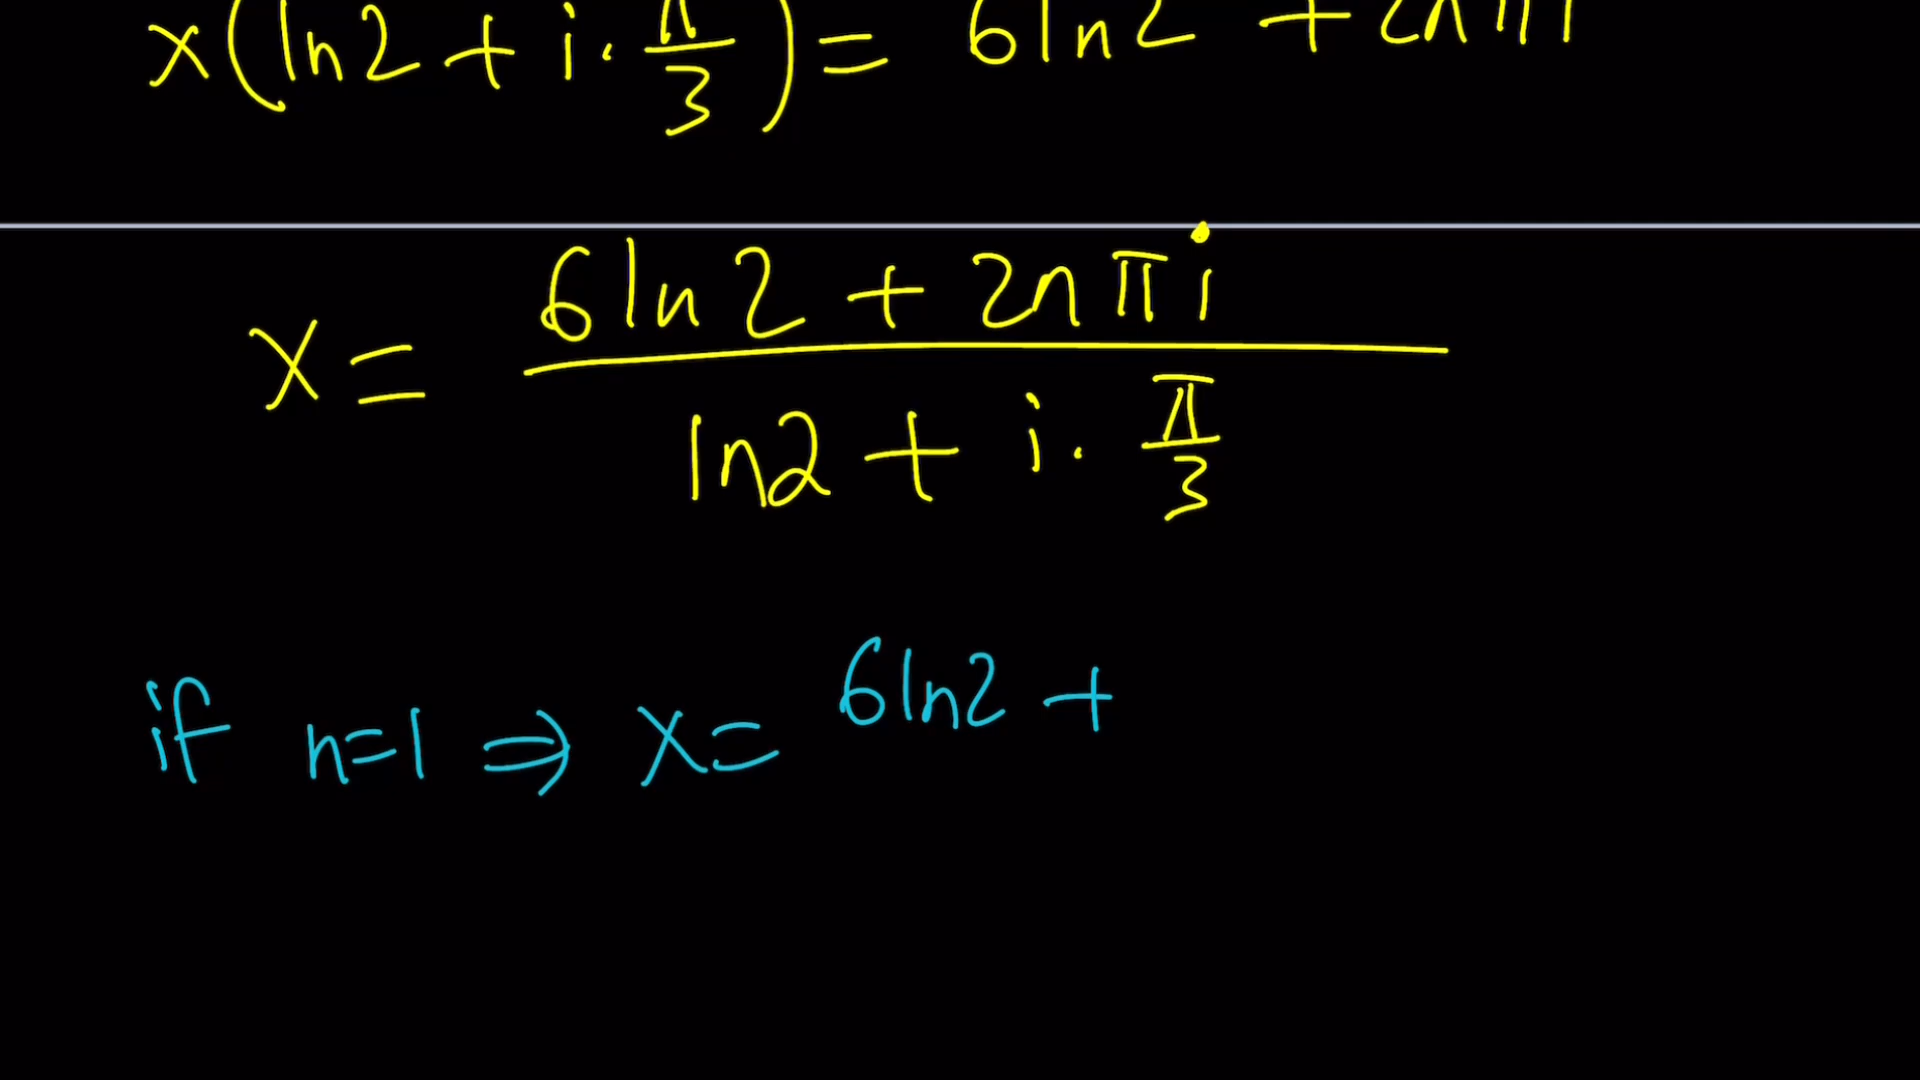 x(ln2 + i · π/3) = 6ln2 + 2nπi
x = (6ln2 + 2nπi)/(ln2 + i · π/3)
if n=1 ⇒ x= 6ln2 +